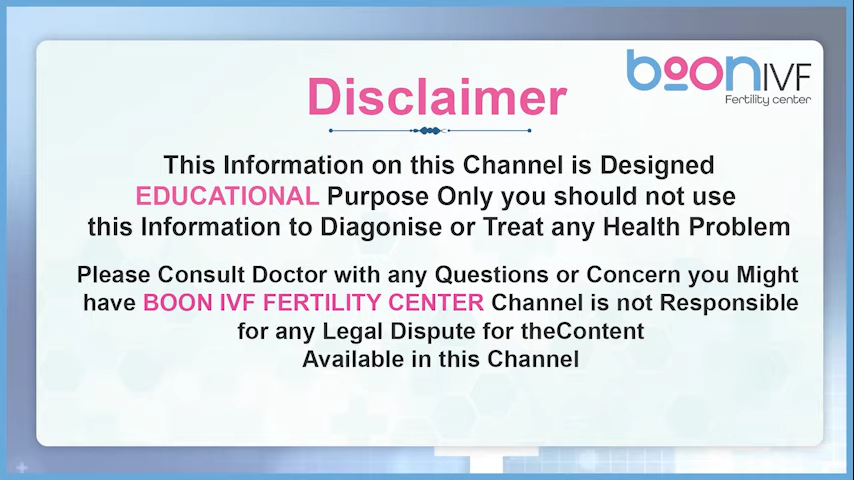 Disclaimer
boon IVF
Fertility center
This Information on this Channel is Designed
EDUCATIONAL Purpose Only you should not use
this Information to Diagonise or Treat any Health Problem
Please Consult Doctor with any Questions or Concern you Might
have BOON IVF FERTILITY CENTER Channel is not Responsible
for any Legal Dispute for theContent
Available in this Channel